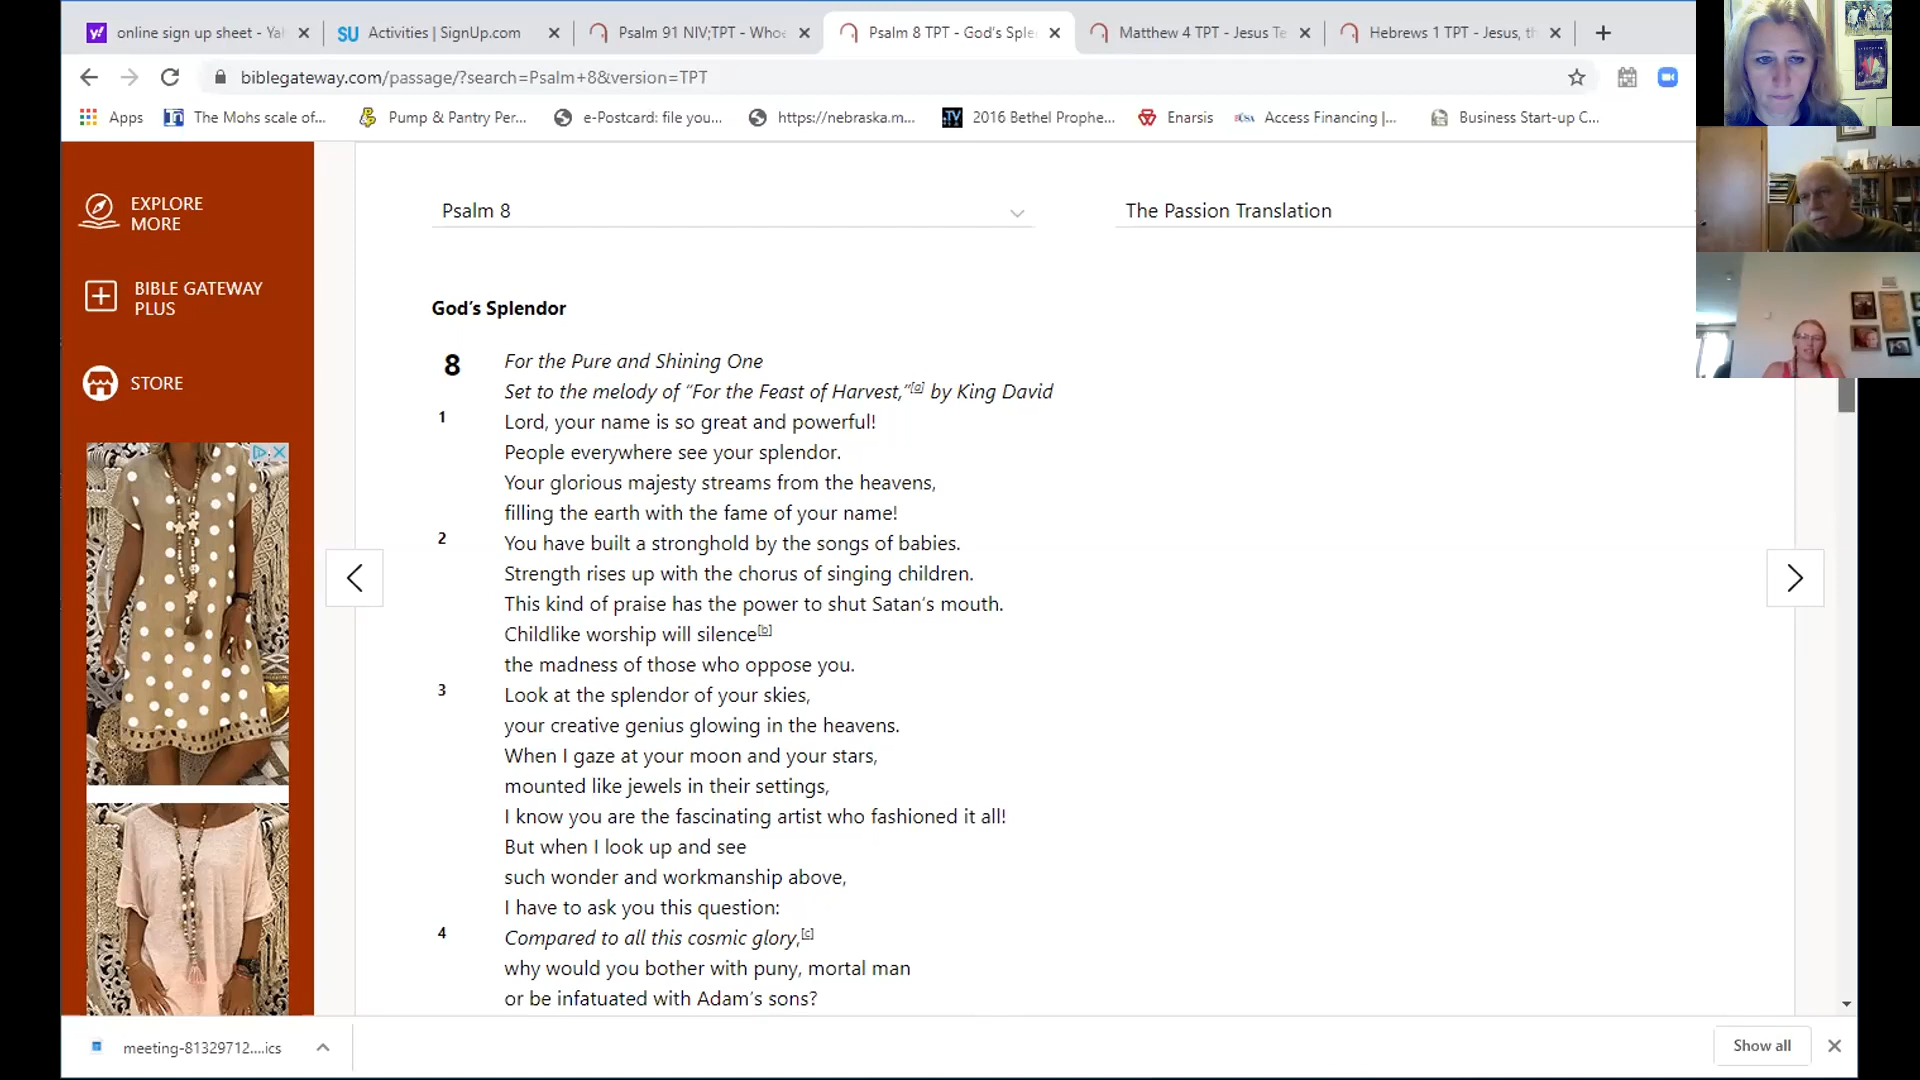 online sign up sheet - Ya
Activities | SignUp.com
Psalm 91 NIV;TPT - Whoe
Psalm 8 TPT - God's Sple
Matthew 4 TPT - Jesus Te
Hebrews 1 TPT - Jesus, th
biblegateway.com/passage/?search=Psalm+8&version=TPT
Apps
The Mohs scale of...
Pump & Pantry Per...
e-Postcard: file you...
https://nebraska.m...
2016 Bethel Prophe...
Enarsis
Access Financing |...
Business Start-up C...
EXPLORE
MORE
BIBLE GATEWAY
PLUS
STORE
Psalm 8
The Passion Translation
God's Splendor
8 For the Pure and Shining One
Set to the melody of “For the Feast of Harvest,”[a] by King David
1 Lord, your name is so great and powerful!
People everywhere see your splendor.
Your glorious majesty streams from the heavens,
filling the earth with the fame of your name!
2 You have built a stronghold by the songs of babies.
Strength rises up with the chorus of singing children.
This kind of praise has the power to shut Satan's mouth.
Childlike worship will silence[b]
the madness of those who oppose you.
3 Look at the splendor of your skies,
your creative genius glowing in the heavens.
When I gaze at your moon and your stars,
mounted like jewels in their settings,
I know you are the fascinating artist who fashioned it all!
But when I look up and see
such wonder and workmanship above,
I have to ask you this question:
4 Compared to all this cosmic glory,[c]
why would you bother with puny, mortal man
or be infatuated with Adam's sons?
meeting-81329712....ics
Show all